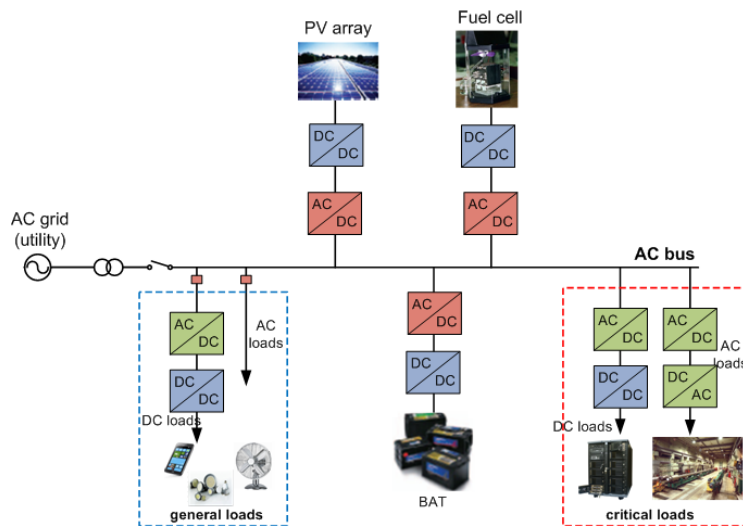 PV array
Fuel cell
DC
DC
DC
DC
AC
DC
AC
DC
AC grid
(utility)
AC bus
AC
DC
AC
loads
AC
DC
AC
DC
AC
DC
AC
loads
DC
DC
DC
DC
DC
DC
DC
AC
DC loads
DC loads
general loads
BAT
critical loads